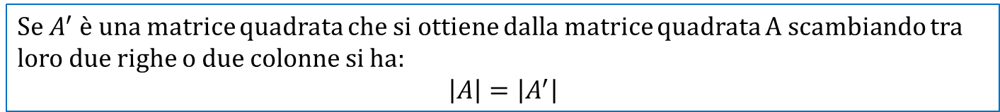 Se A′ è una matrice quadrata che si ottiene dalla matrice quadrata A scambiando tra
loro due righe o due colonne si ha:
|A| = |A′|